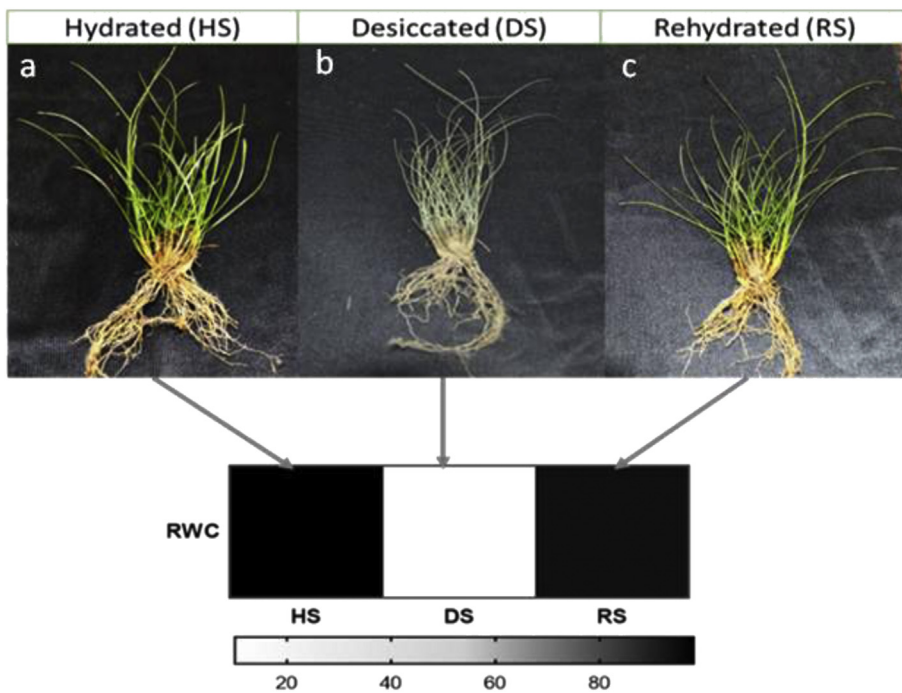 Hydrated (HS) Desiccated (DS) Rehydrated (RS)
a b c
RWC
HS DS RS
20 40 60 80